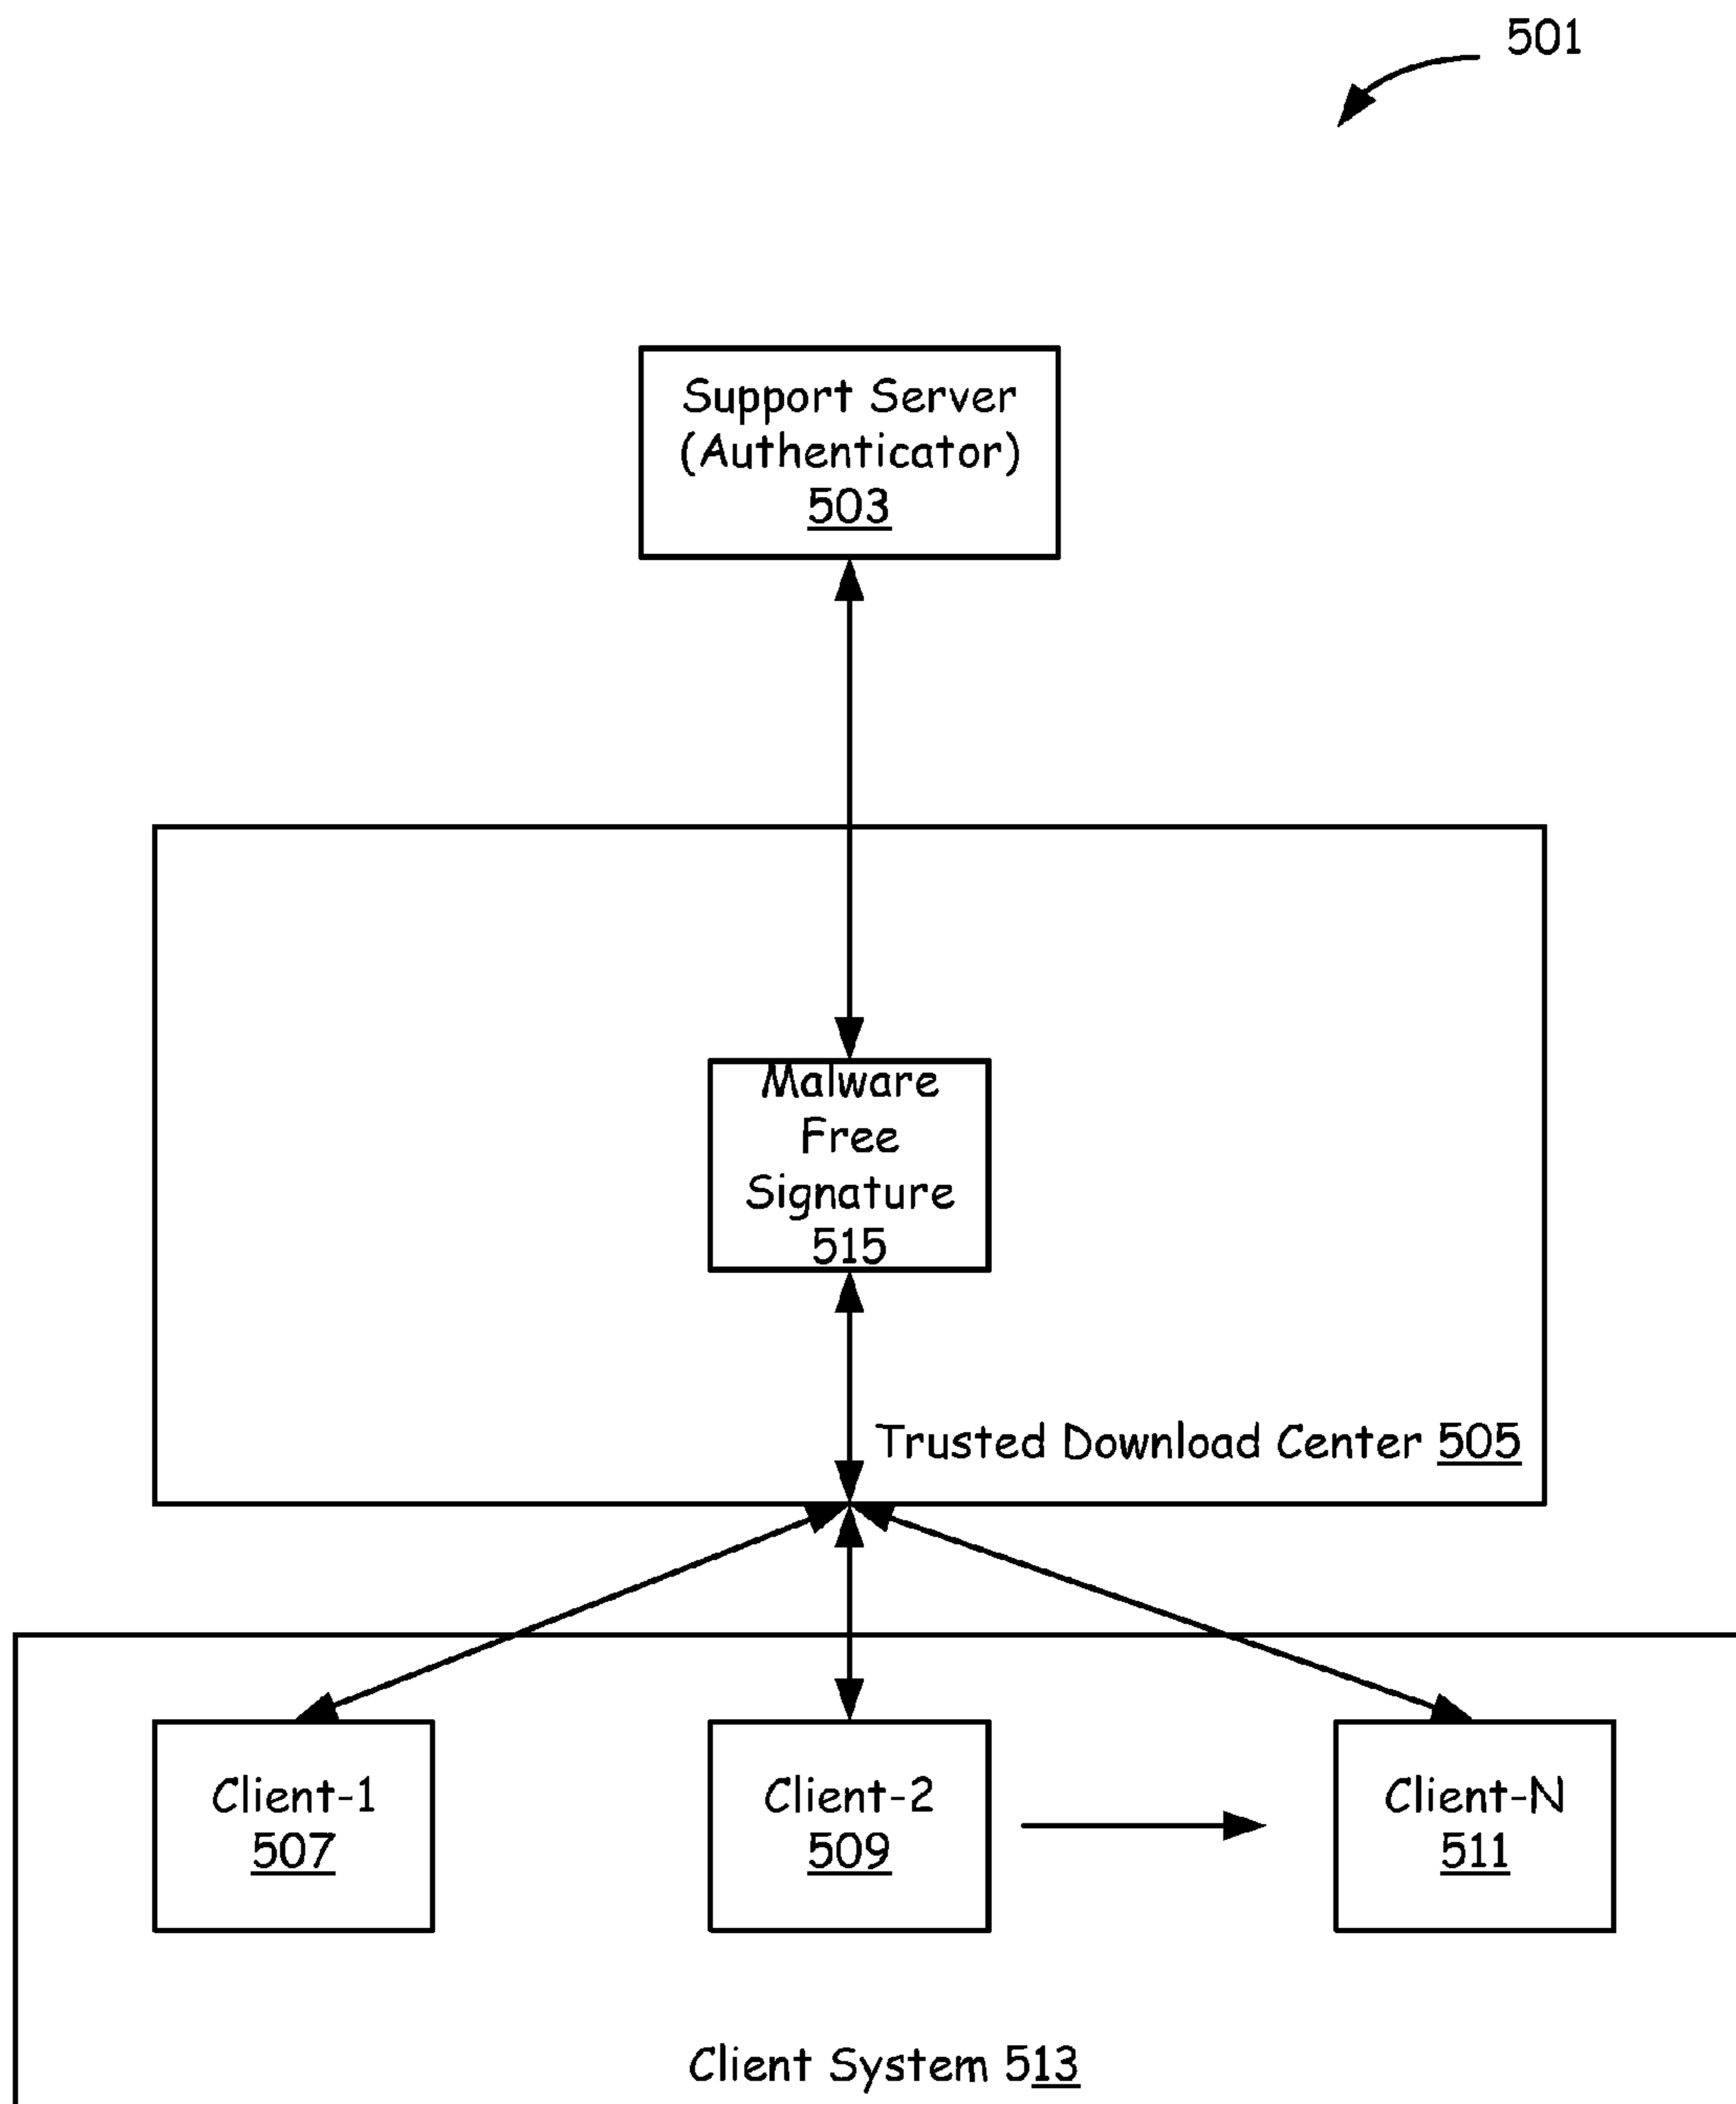 501
Support Server
(Authenticator)
503
Malware
Free
Signature
515
Trusted Download Center 505
Client-1
507
Client-2
509
Client-N
511
Client System 513